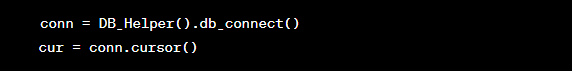 conn = DB_Helper().db_connect()
cur = conn.cursor()